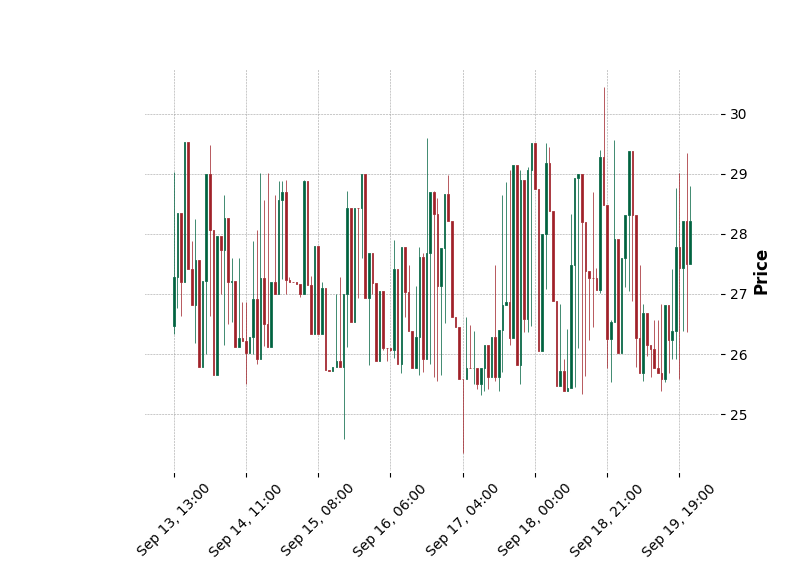 30
29
28
27
26
25
Price
Sep 13, 13:00
Sep 14, 11:00
Sep 15, 08:00
Sep 16, 06:00
Sep 17, 04:00
Sep 18, 00:00
Sep 18, 21:00
Sep 19, 19:00